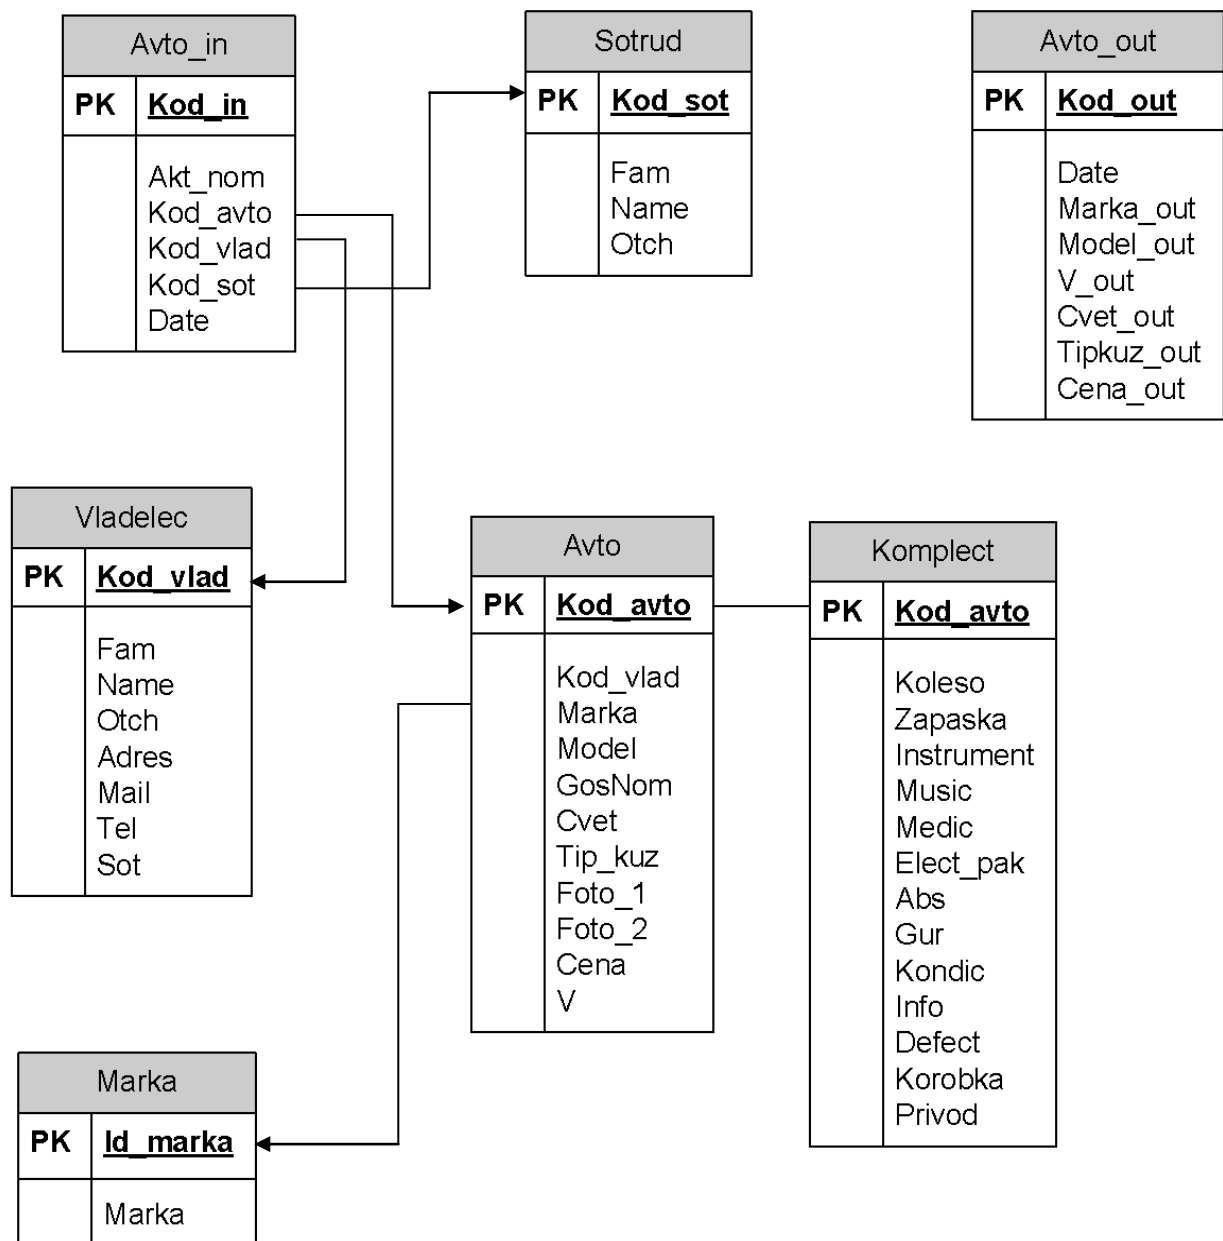 Avto_in
PK Kod_in
Akt_nom
Kod_avto
Kod_vlad
Kod_sot
Date
Sotrud
PK Kod_sot
Fam
Name
Otch
Avto_out
PK Kod_out
Date
Marka_out
Model_out
V_out
Cvet_out
Tipkuz_out
Cena_out
Vladelec
PK Kod_vlad
Fam
Name
Otch
Adres
Mail
Tel
Sot
Avto
PK Kod_avto
Kod_vlad
Marka
Model
GosNom
Cvet
Tip_kuz
Foto_1
Foto_2
Cena
V
Komplect
PK Kod_avto
Koleso
Zapaska
Instrument
Music
Medic
Elect_pak
Abs
Gur
Kondic
Info
Defect
Korobka
Privod
Marka
PK Id_marka
Marka